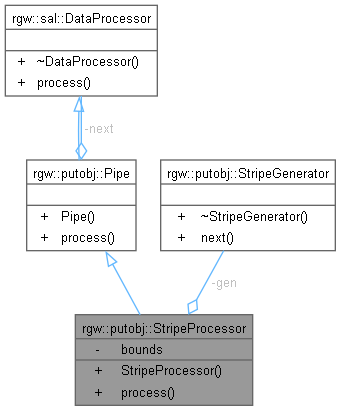 rgw::sal::DataProcessor
+ ~DataProcessor()
+ process()
-next
rgw::putobj::Pipe
+ Pipe()
+ process()
rgw::putobj::StripeGenerator
+ ~StripeGenerator()
+ next()
-gen
rgw::putobj::StripeProcessor
- bounds
+ StripeProcessor()
+ process()